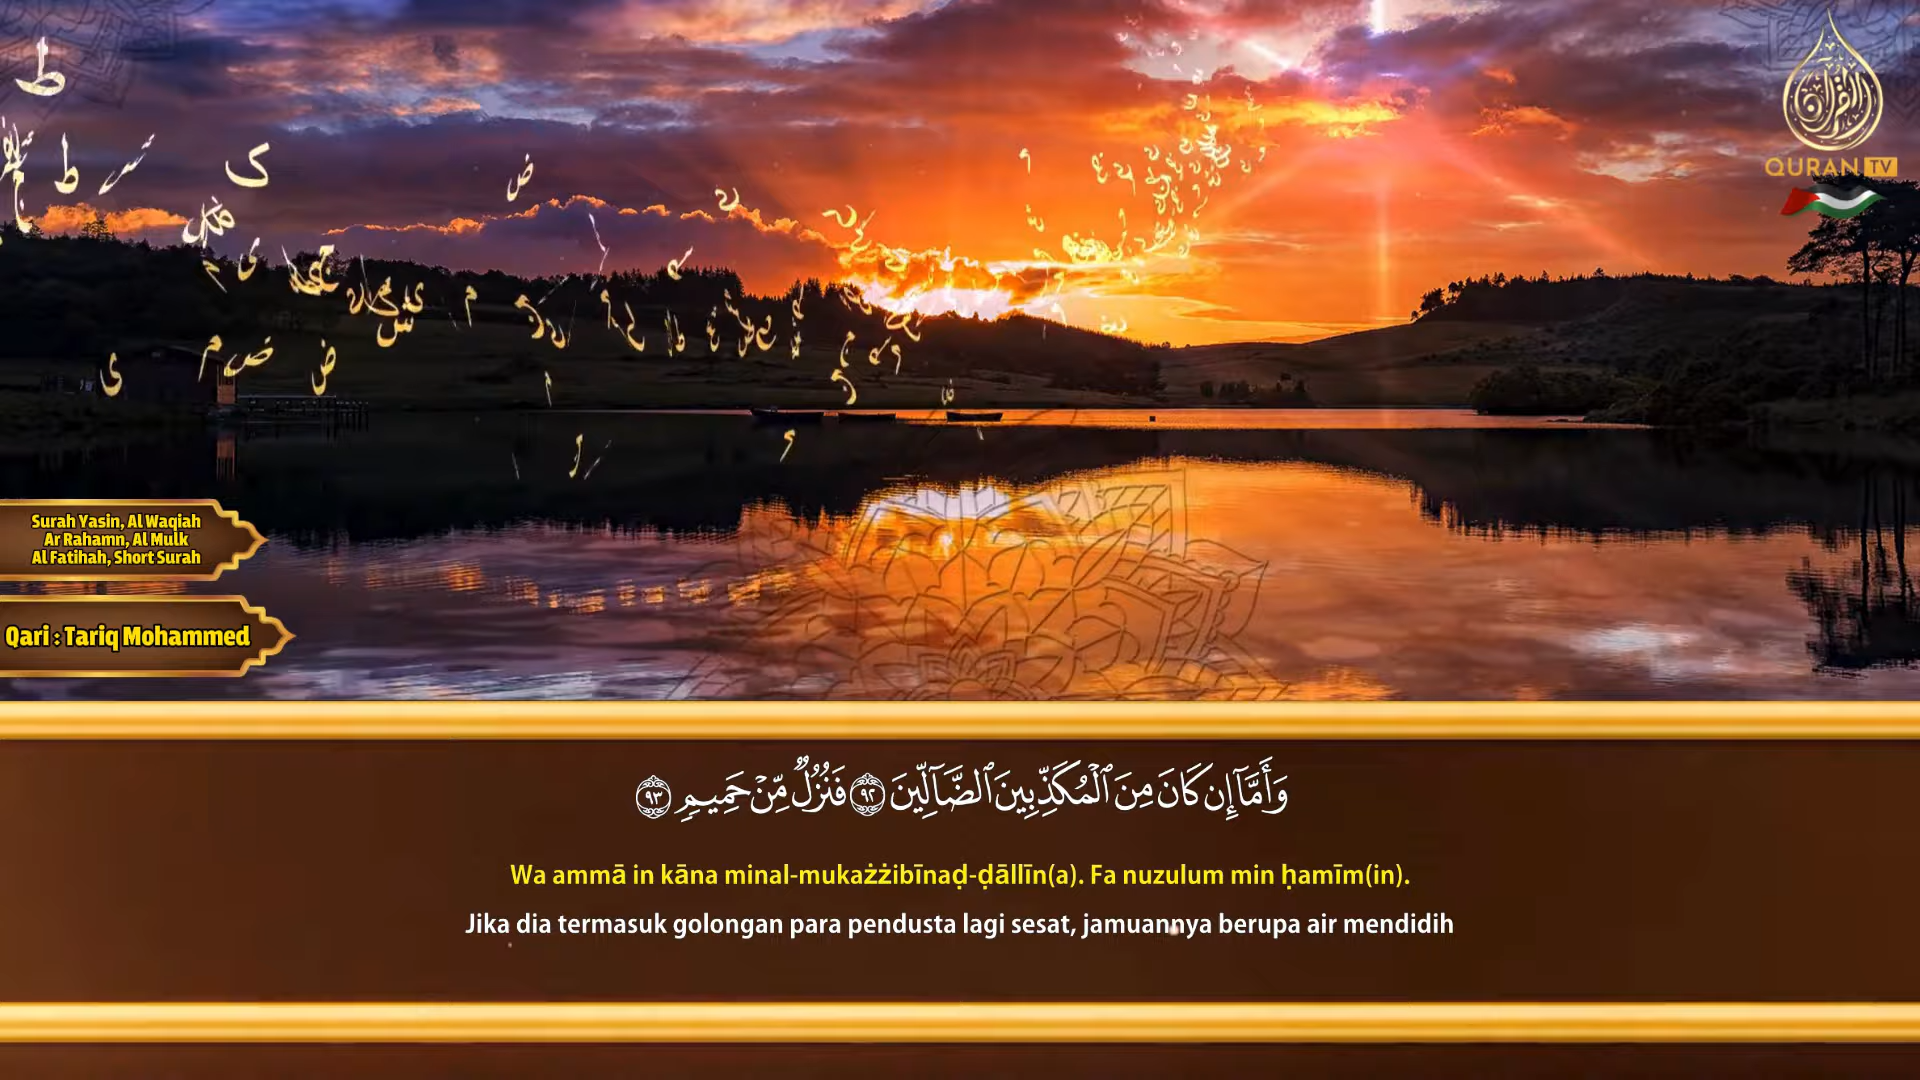 القرآن
QURAN TV
Surah Yasin, Al Waqiah
Ar Rahamn, Al Mulk
Al Fatihah, Short Surah
Qari : Tariq Mohammed
وَأَمَّآ إِن كَانَ مِنَ ٱلْمُكَذِّبِينَ ٱلضَّآلِّينَ ٩٢ فَنُزُلٌ مِّنْ حَمِيمٍ ٩٣
Wa ammā in kāna minal-mukażżibīnaḍ-ḍāllīn(a). Fa nuzulum min ḥamīm(in).
Jika dia termasuk golongan para pendusta lagi sesat, jamuannya berupa air mendidih